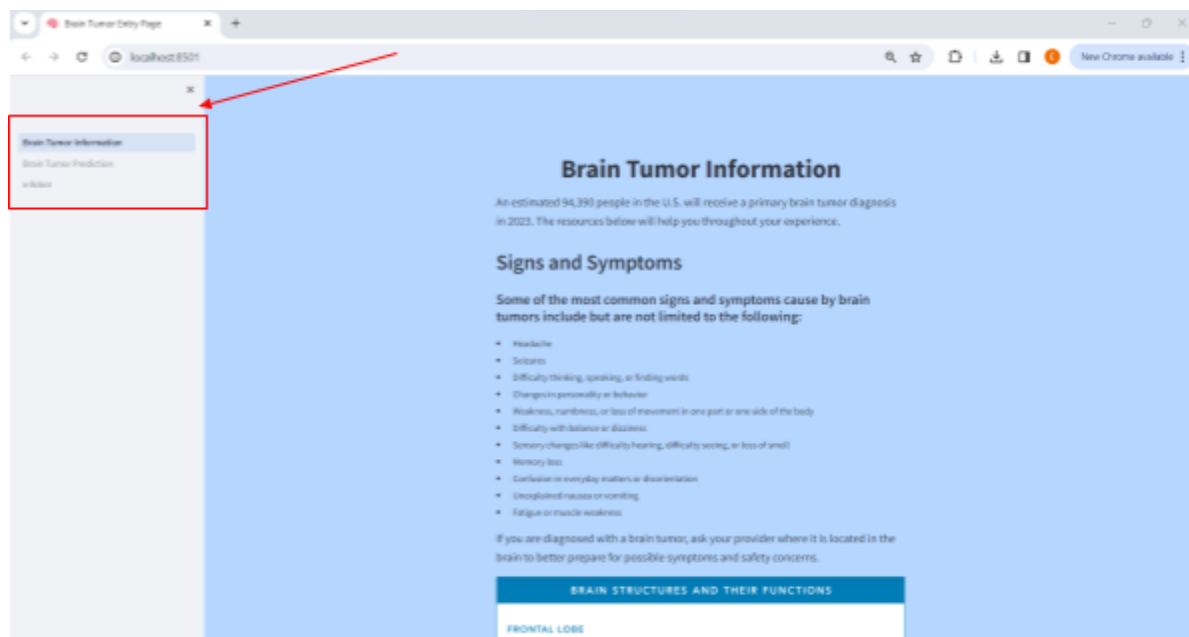 Brain Tumor Entry Page
localhost:8501
New Chrome available
Brain Tumor Information
Brain Tumor Prediction
Brain Tumor Information
An estimated 94,390 people in the U.S. will receive a primary brain tumor diagnosis
in 2023. The resources below will help you throughout your experience.
Signs and Symptoms
Some of the most common signs and symptoms cause by brain
tumors include but are not limited to the following:
Headache
Seizures
Difficulty thinking, speaking, or finding words
Changes in personality or behavior
Weakness, numbness, or loss of movement in one part or one side of the body
Difficulty with balance or dizziness
Sensory changes like difficulty hearing, difficulty seeing, or loss of smell
Memory loss
Confusion in everyday matters or disorientation
Unexplained nausea or vomiting
Fatigue or muscle weakness
If you are diagnosed with a brain tumor, ask your provider where it is located in the
brain to better prepare for possible symptoms and safety concerns.
BRAIN STRUCTURES AND THEIR FUNCTIONS
FRONTAL LOBE